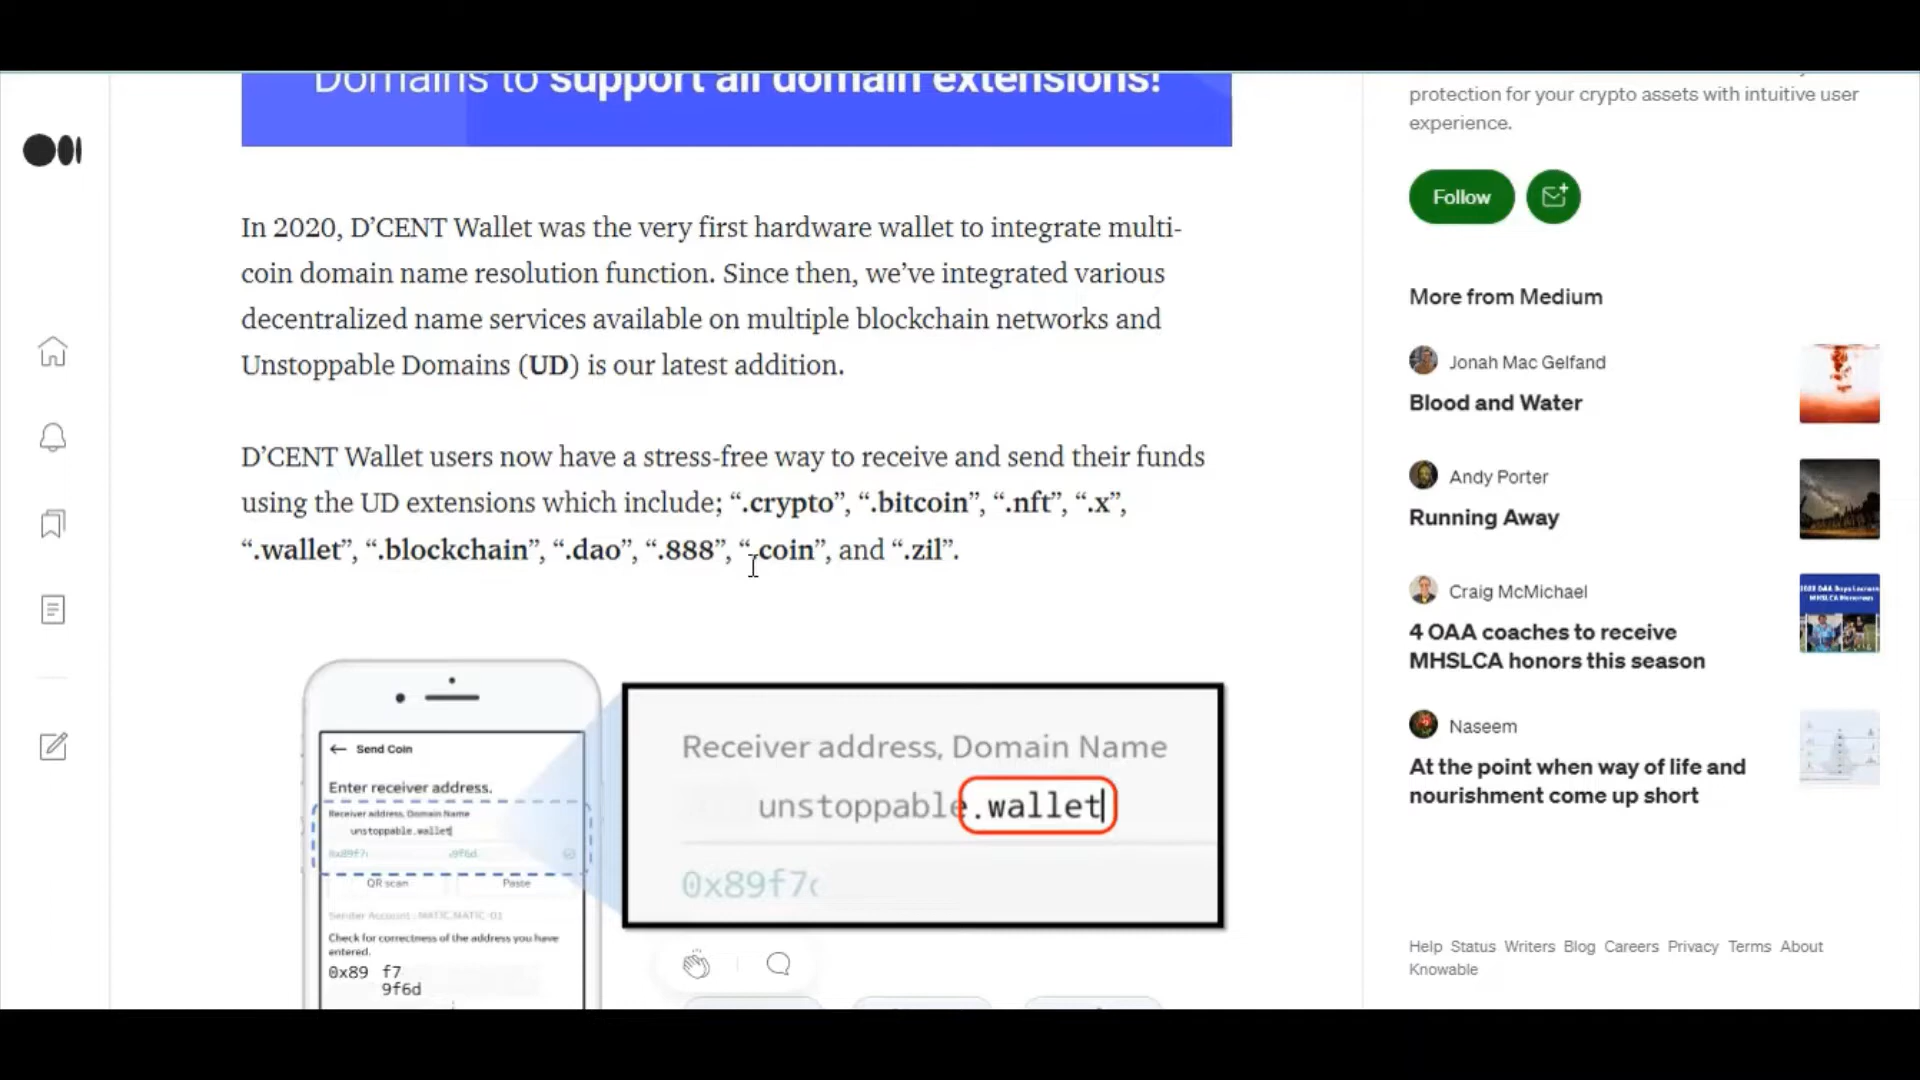 Domains to support all domain extensions!
In 2020, D’CENT Wallet was the very first hardware wallet to integrate multi-
coin domain name resolution function. Since then, we’ve integrated various
decentralized name services available on multiple blockchain networks and
Unstoppable Domains (UD) is our latest addition.
D’CENT Wallet users now have a stress-free way to receive and send their funds
using the UD extensions which include; “.crypto”, “.bitcoin”, “.nft”, “.x”,
“.wallet”, “.blockchain”, “.dao”, “.888”, “.coin”, and “.zil”.
Send Coin
Enter receiver address.
Receiver address, Domain Name
unstoppable.wallet
0x89f7
9f6d
QR scan
Paste
Sender Account : MATIC.MATIC-01
Check for correctness of the address you have
entered.
0x89 f7
9f6d
Receiver address, Domain Name
unstoppable.wallet
0x89f7
protection for your crypto assets with intuitive user
experience.
Follow
More from Medium
Jonah Mac Gelfand
Blood and Water
Andy Porter
Running Away
Craig McMichael
4 OAA coaches to receive
MHSLCA honors this season
Naseem
At the point when way of life and
nourishment come up short
Help Status Writers Blog Careers Privacy Terms About
Knowable